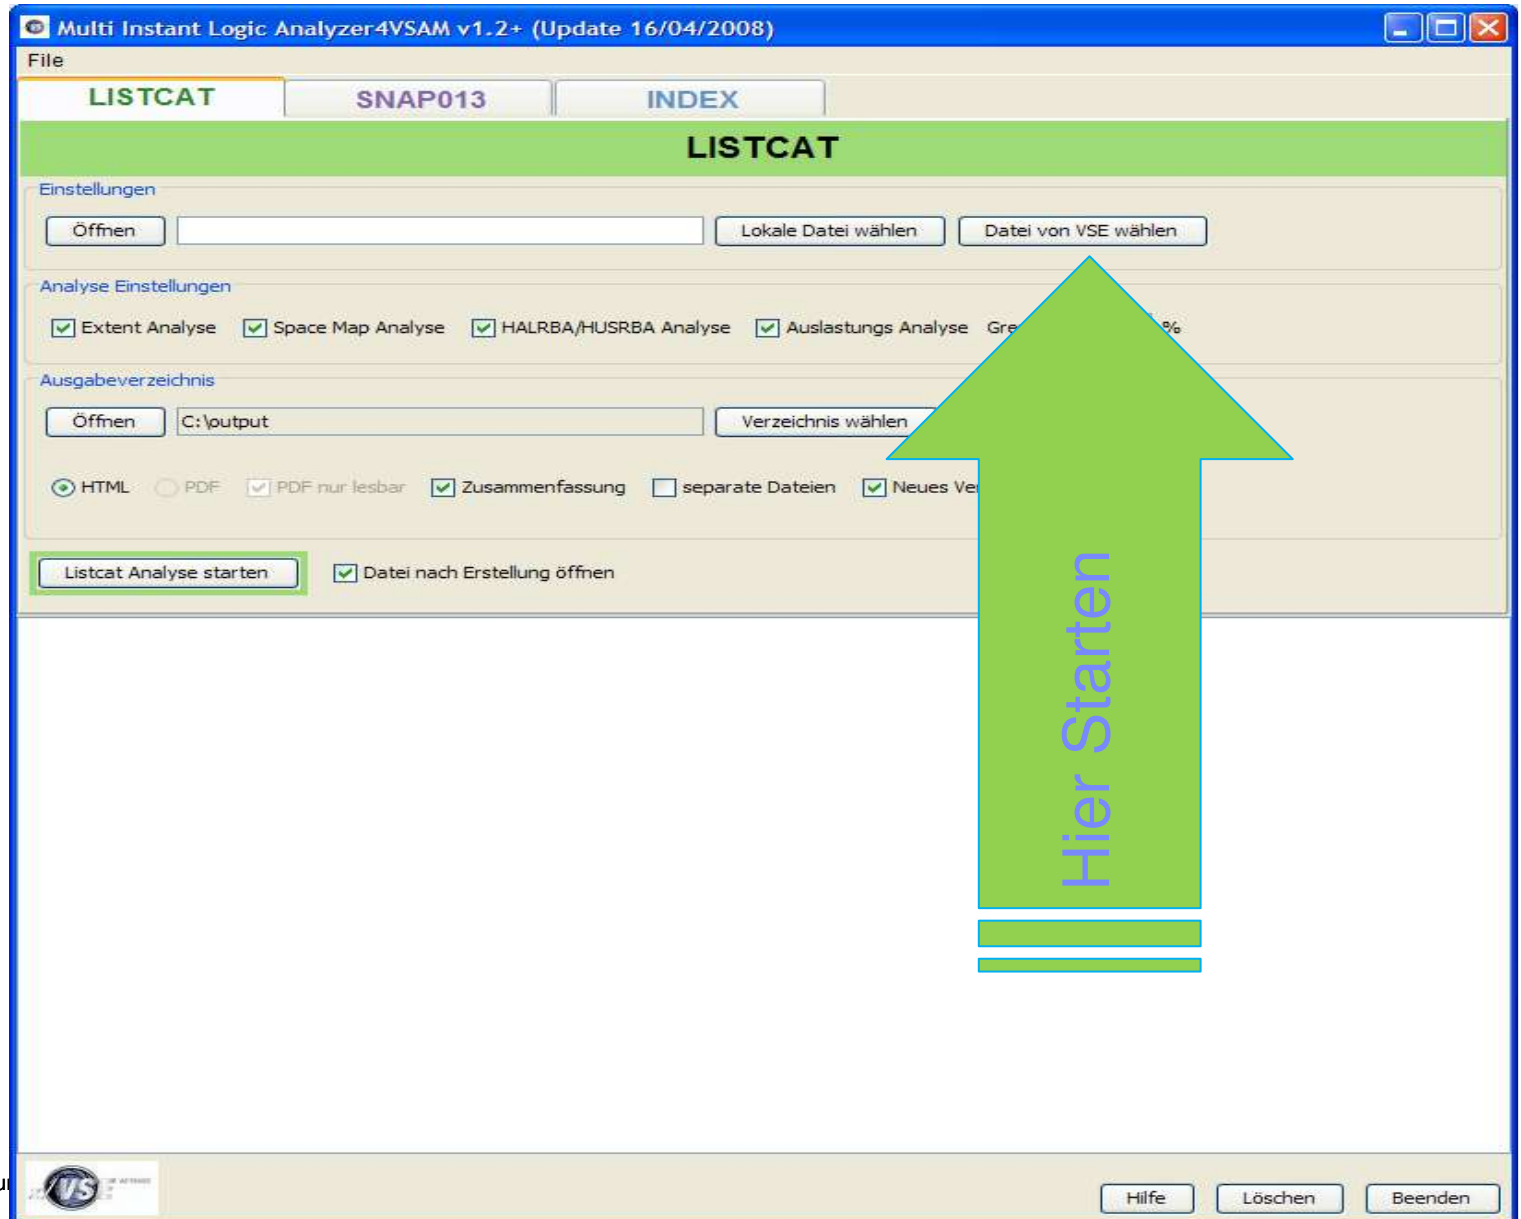 Multi Instant Logic Analyzer4VSAM v1.2+ (Update 16/04/2008)
File
LISTCAT SNAP013 INDEX
LISTCAT
Einstellungen
Öffnen Lokale Datei wählen Datei von VSE wählen
Analyse Einstellungen
Extent Analyse Space Map Analyse HALRBA/HUSRBA Analyse Auslastungs Analyse %
Ausgabeverzeichnis
Öffnen C:\output Verzeichnis wählen
HTML PDF PDF nur lesbar Zusammenfassung separate Dateien Neues
Listcat Analyse starten Datei nach Erstellung öffnen
Hier Starten
VS
Hilfe Löschen Beenden